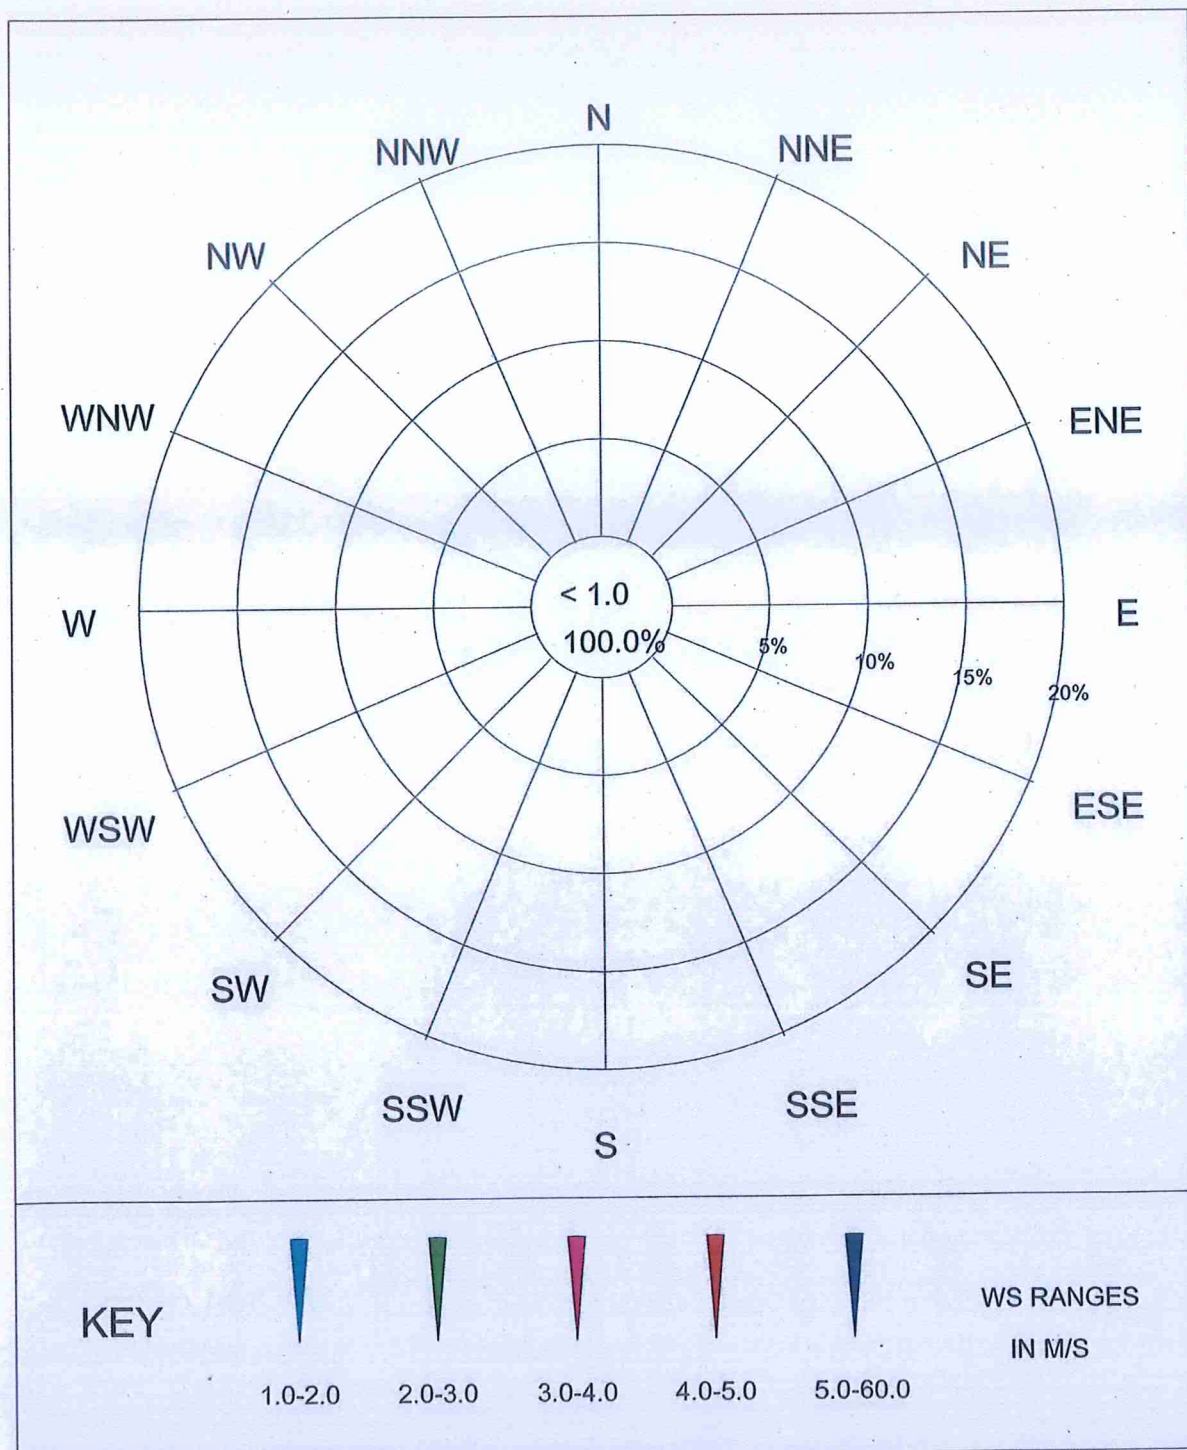 N
NNW
NNE
NW
NE
WNW
ENE
< 1.0
100.0%
W
E
5%
10%
15%
20%
WSW
ESE
SW
SE
SSW
SSE
S
KEY
WS RANGES
IN M/S
1.0-2.0
2.0-3.0
3.0-4.0
4.0-5.0
5.0-60.0